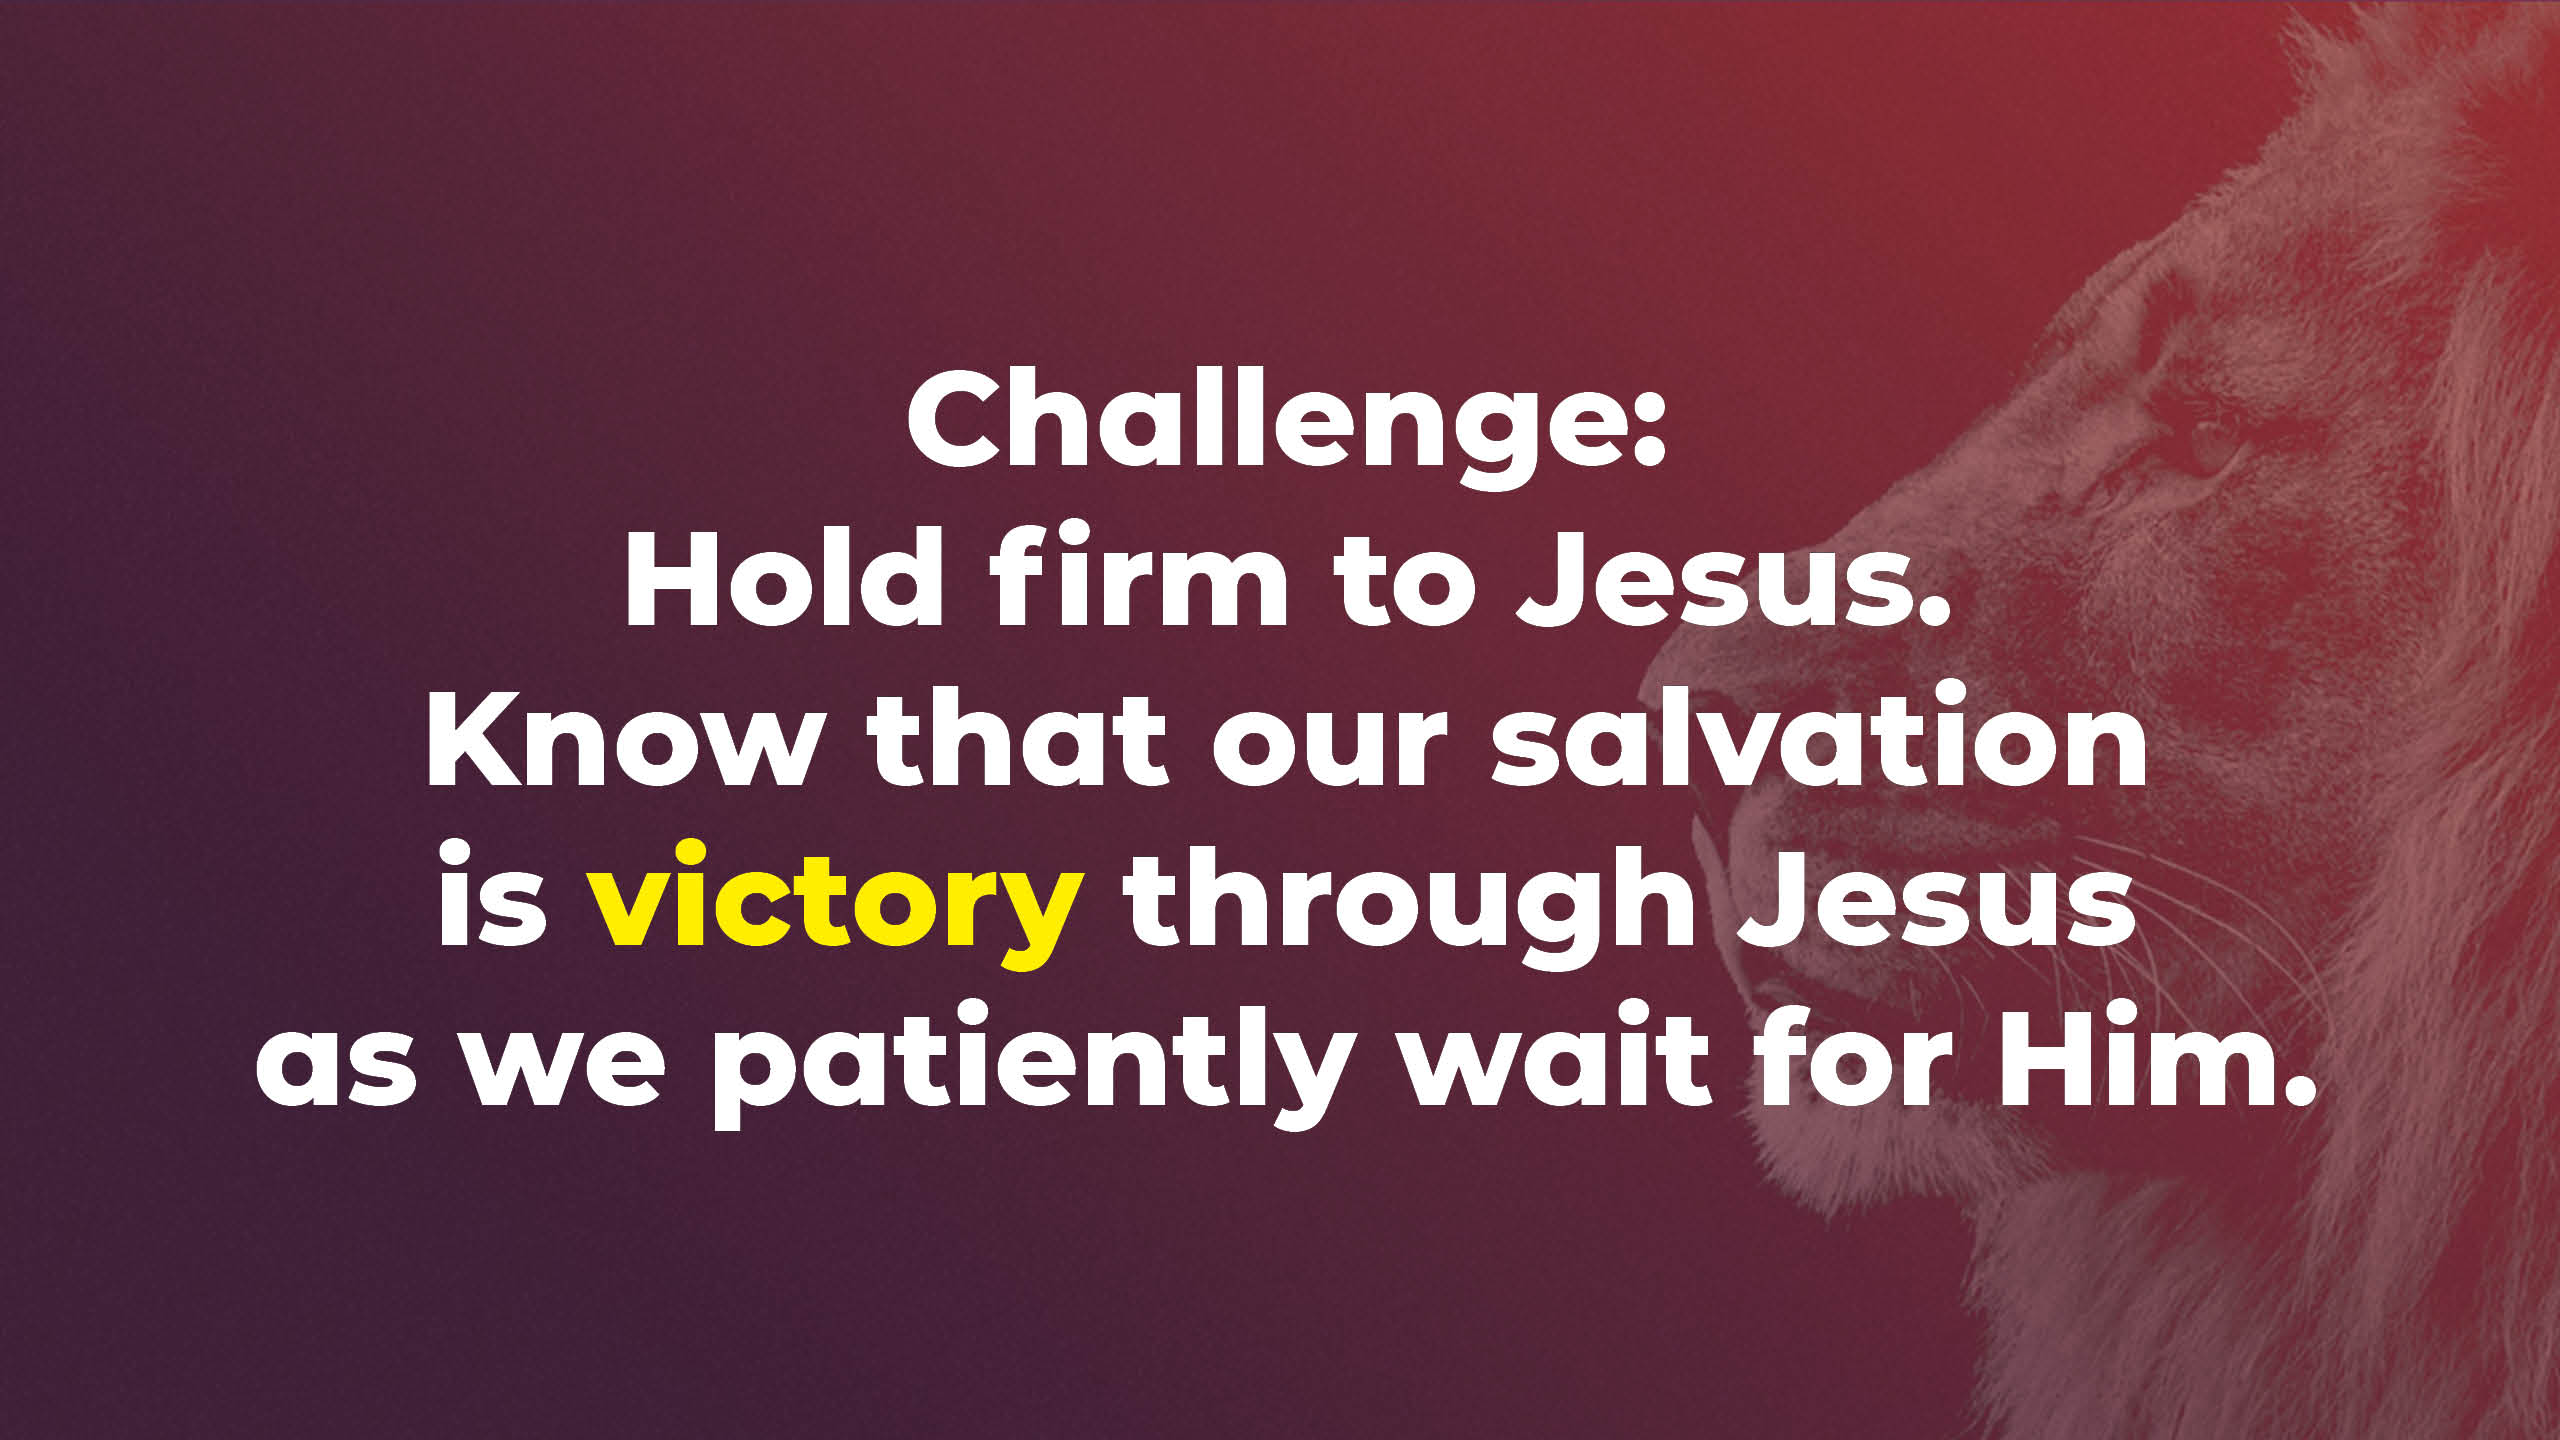 Challenge:
Hold firm to Jesus.
Know that our salvation
is victory through Jesus
as we patiently wait for Him.